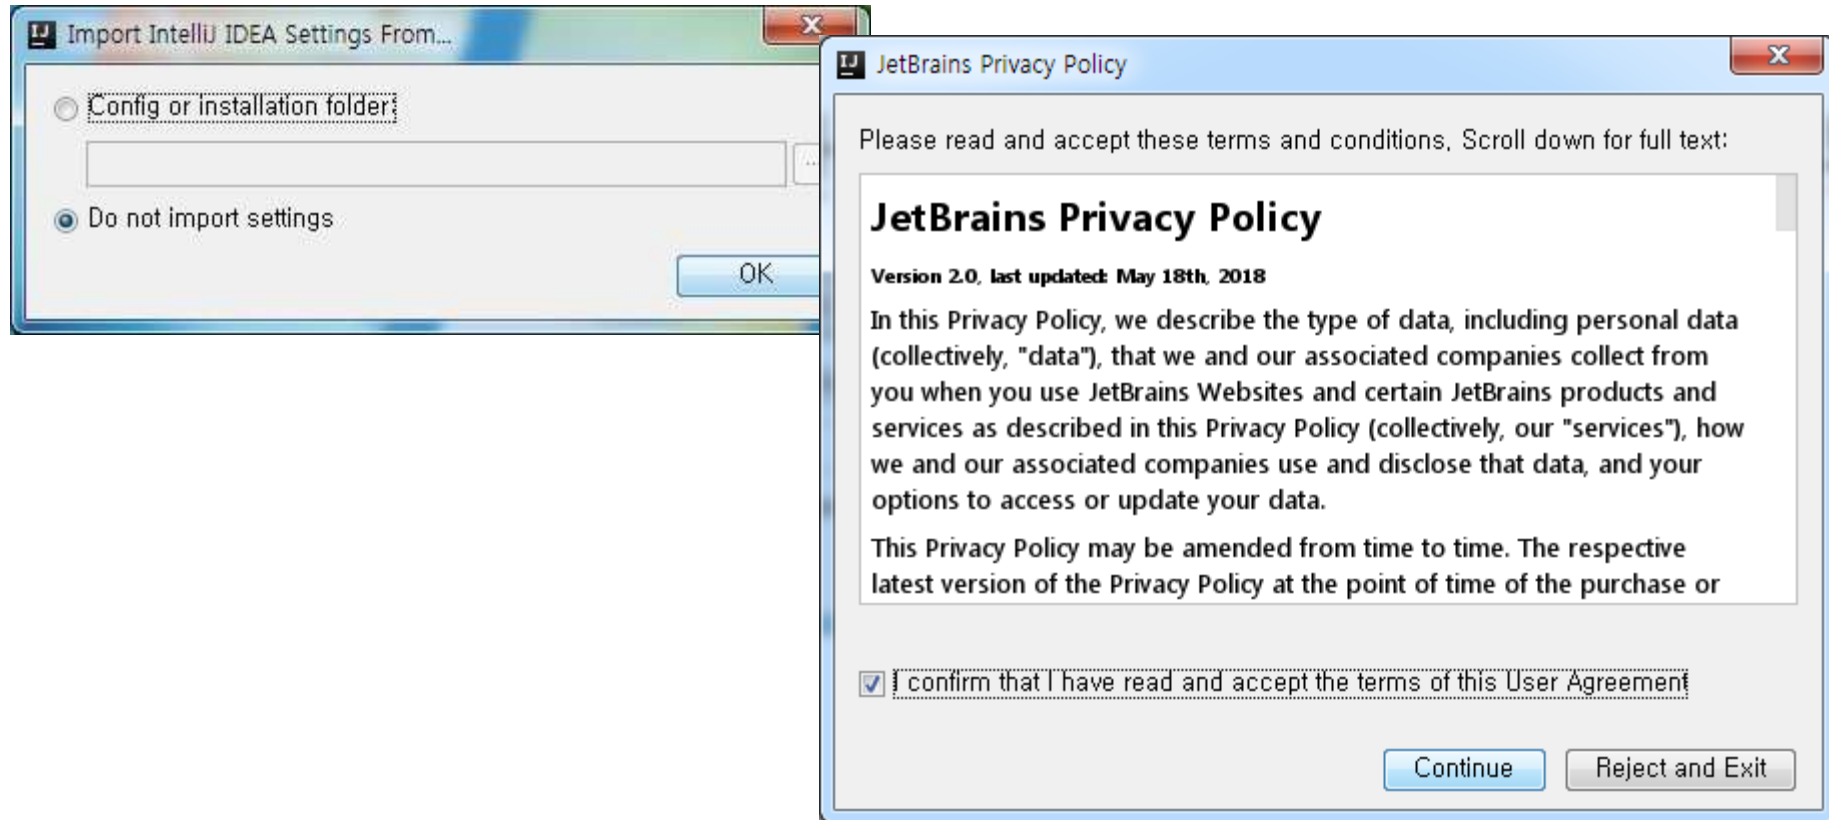 Import IntelliJ IDEA Settings From...
Config or installation folder:
...
Do not import settings
OK
JetBrains Privacy Policy
Please read and accept these terms and conditions. Scroll down for full text:
JetBrains Privacy Policy
Version 2.0, last updated: May 18th, 2018
In this Privacy Policy, we describe the type of data, including personal data
(collectively, "data"), that we and our associated companies collect from
you when you use JetBrains Websites and certain JetBrains products and
services as described in this Privacy Policy (collectively, our "services"), how
we and our associated companies use and disclose that data, and your
options to access or update your data.
This Privacy Policy may be amended from time to time. The respective
latest version of the Privacy Policy at the point of time of the purchase or
I confirm that I have read and accept the terms of this User Agreement
Continue
Reject and Exit